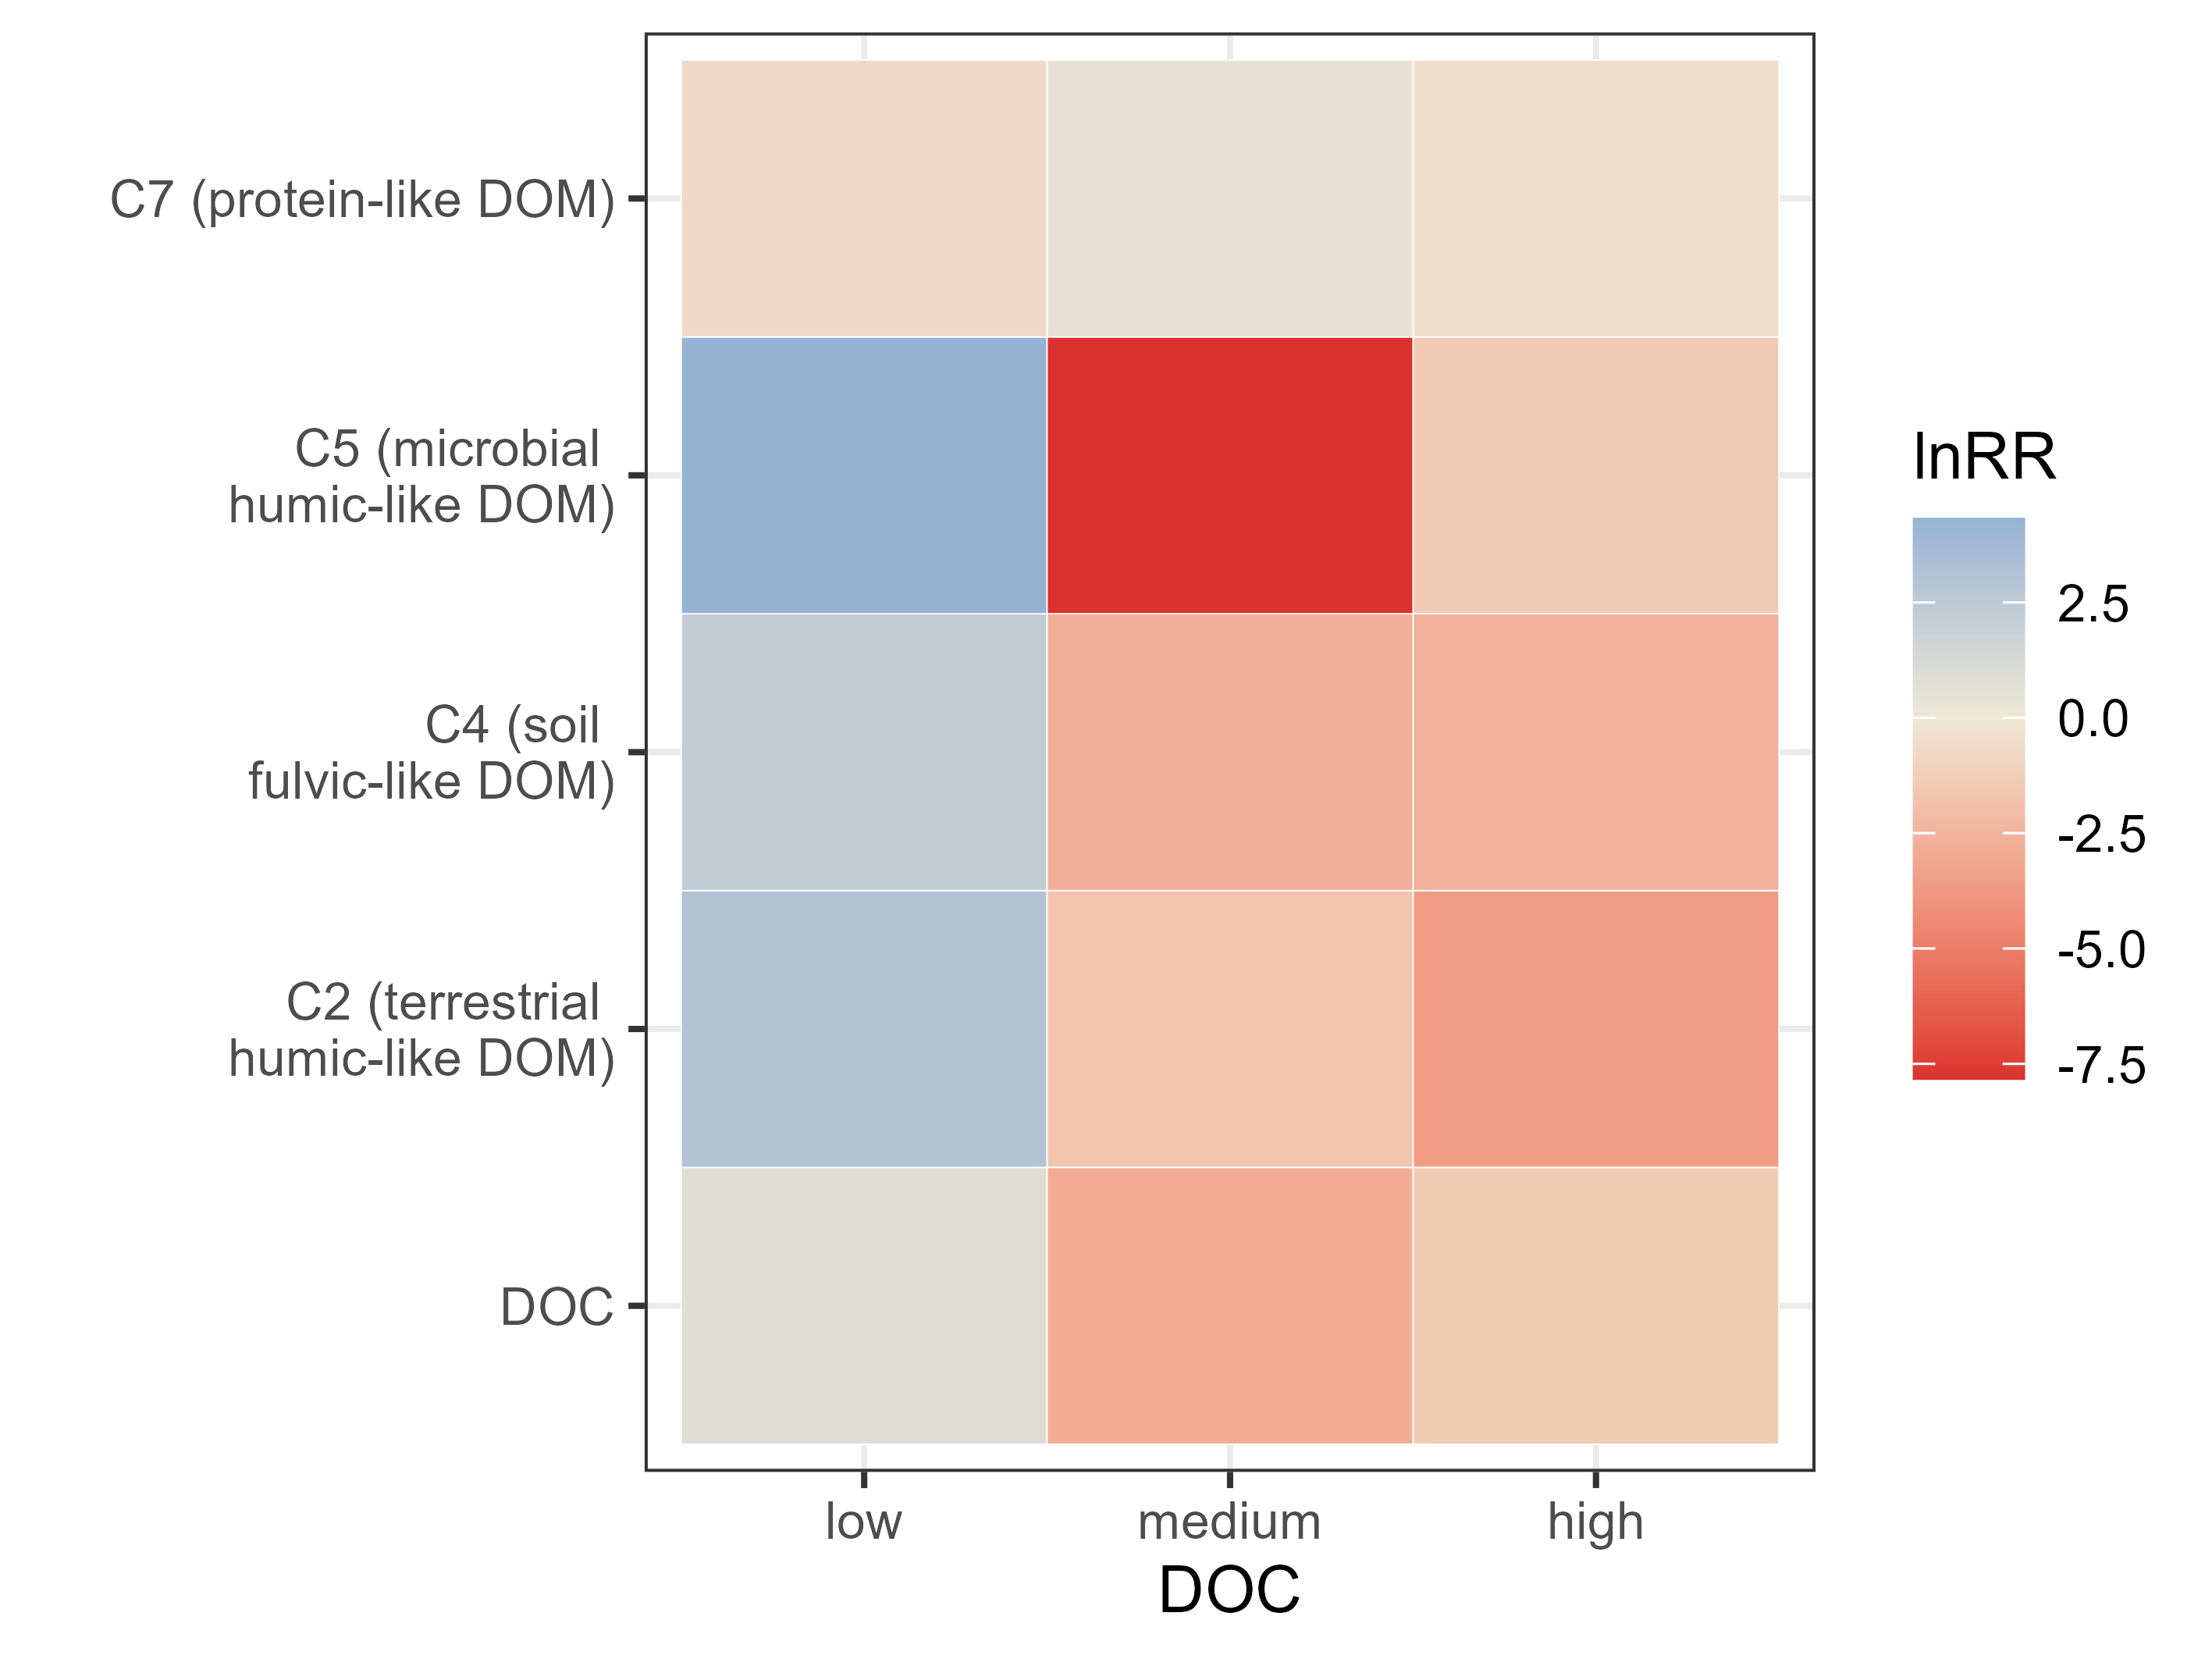 C7 (protein-like DOM)
C5 (microbial
humic-like DOM)
C4 (soil
fulvic-like DOM)
C2 (terrestrial
humic-like DOM)
DOC
low
medium
high
DOC
lnRR
2.5
0.0
-2.5
-5.0
-7.5